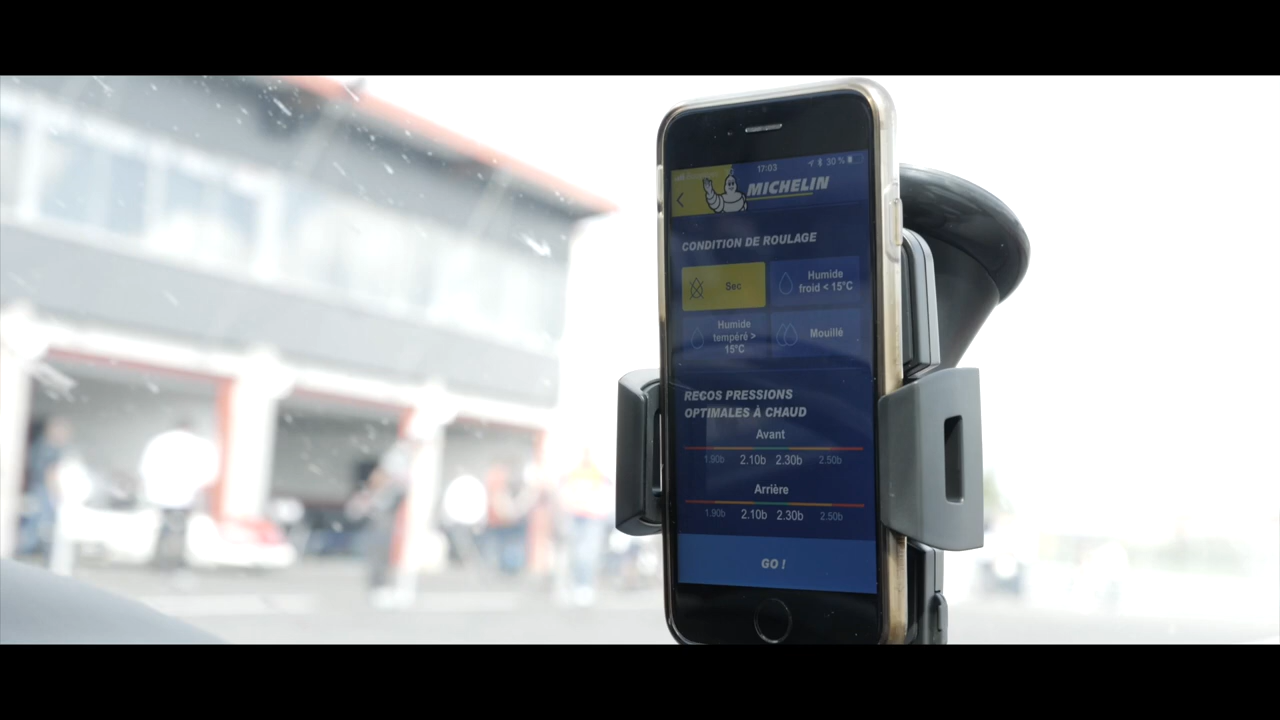 17:03
30 %
MICHELIN
CONDITION DE ROULAGE
Sec
Humide
froid < 15°C
Humide
tempéré >
15°C
Mouillé
RECOS PRESSIONS
OPTIMALES À CHAUD
Avant
1.90b 2.10b 2.30b 2.50b
Arrière
1.90b 2.10b 2.30b 2.50b
GO !